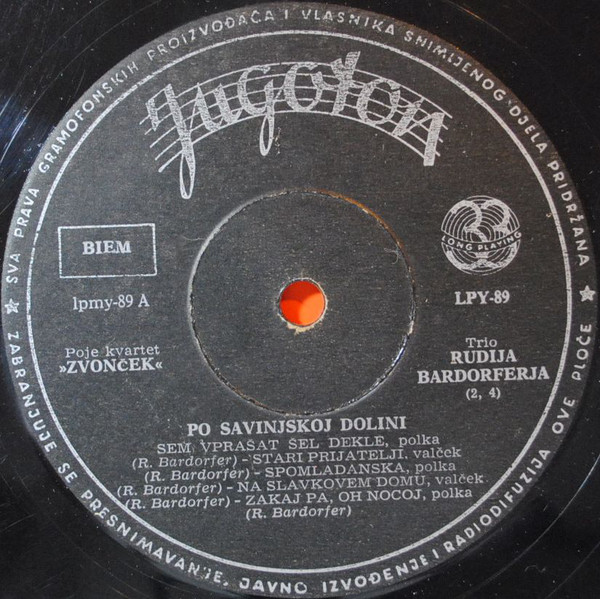 ★ SVA PRAVA GRAMOFONSKIH PROIZVOĐAČA I VLASNIKA SNIMLJENOG DJELA PRIDRŽANA ★
Jugoton
BIEM
33
LONG PLAYING
lpmy-89 A
LPY-89
Poje kvartet
»ZVONČEK«
Trio
RUDIJA
BARDORFERJA
(2, 4)
PO SAVINJSKOJ DOLINI
SEM VPRAŠAT ŠEL DEKLE, polka
(R. Bardorfer) - STARI PRIJATELJI, valček
(R. Bardorfer) - SPOMLADANSKA, polka
(R. Bardorfer) - NA SLAVKOVEM DOMU, valček
(R. Bardorfer) - ZAKAJ PA, OH NOCOJ, polka
(R. Bardorfer)
ZABRANJUJE SE PRESNIMAVANJE, JAVNO IZVOĐENJE I RADIODIFUZIJA OVE PLOČE